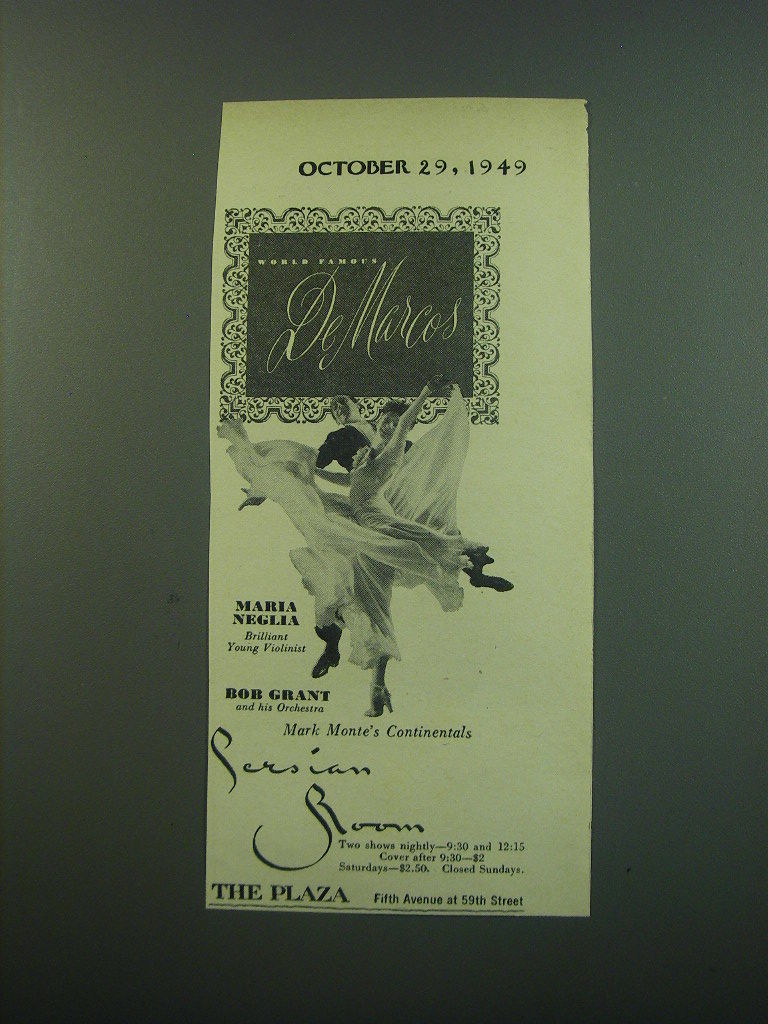 OCTOBER 29, 1949
WORLD FAMOUS
De Marcos
MARIA
NEGLIA
Brilliant
Young Violinist
BOB GRANT
and his Orchestra
Mark Monte's Continentals
Persian
Room
Two shows nightly—9:30 and 12:15
Cover after 9:30—$2
Saturdays—$2.50. Closed Sundays.
THE PLAZA Fifth Avenue at 59th Street